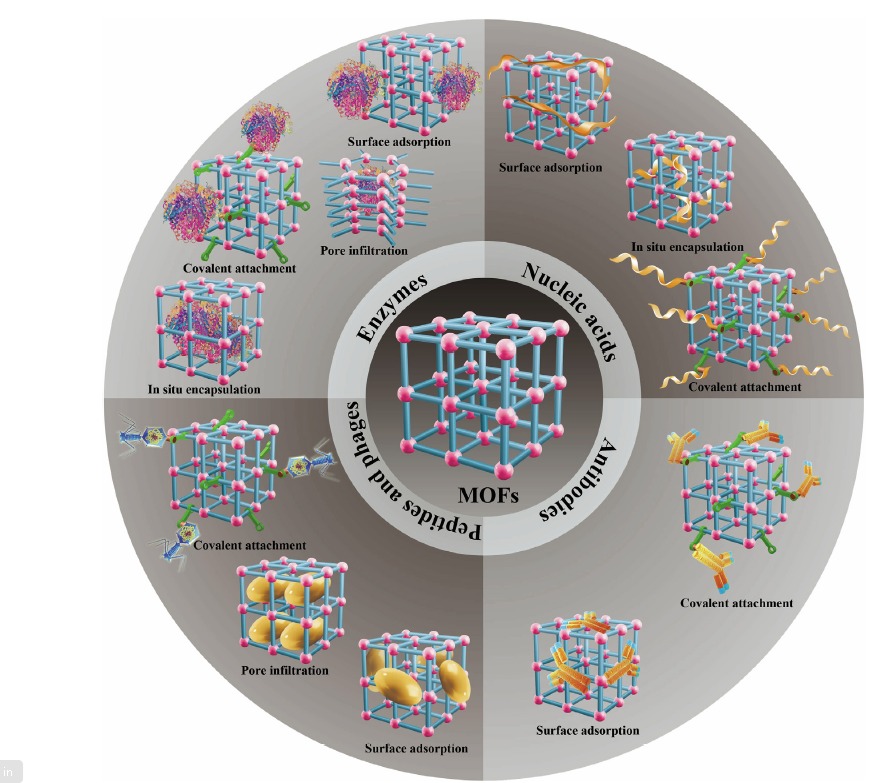 Surface adsorption
Covalent attachment
Pore infiltration
In situ encapsulation
Enzymes
Surface adsorption
In situ encapsulation
Covalent attachment
Nucleic acids
MOFs
Peptides and phages
Covalent attachment
Pore infiltration
Surface adsorption
Antibodies
Covalent attachment
Surface adsorption
in